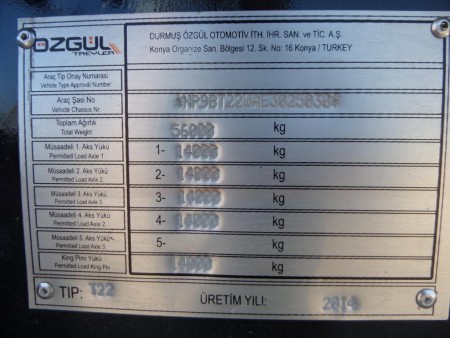 ÖZGÜL
TREYLER
DURMUŞ ÖZGÜL OTOMOTİV İTH. İHR. SAN. ve TİC. A.Ş.
Konya Organize San. Bölgesi 12. Sk. No: 16 Konya / TURKEY
Araç Tip Onay Numarası
Vehicle Type Approval Number
Araç Şasi No
Vehicle Chassis Nr.
Toplam Ağırlık
Total Weight
56000 kg
Müsaadeli 1. Aks Yükü
Permitted Load Axle 1.
1- 14000 kg
Müsaadeli 2. Aks Yükü
Permitted Load Axle 2.
2- 14000 kg
Müsaadeli 3. Aks Yükü
Permitted Load Axle 3.
3- 14000 kg
Müsaadeli 4. Aks Yükü
Permitted Load Axle 2.
4- 14000 kg
Müsaadeli 5. Aks Yükü
Permitted Load Axle 3.
5- kg
King Pimi Yükü
Permitted Load King Pin
14000 kg
TIP: T22 ÜRETİM YILI: 2014